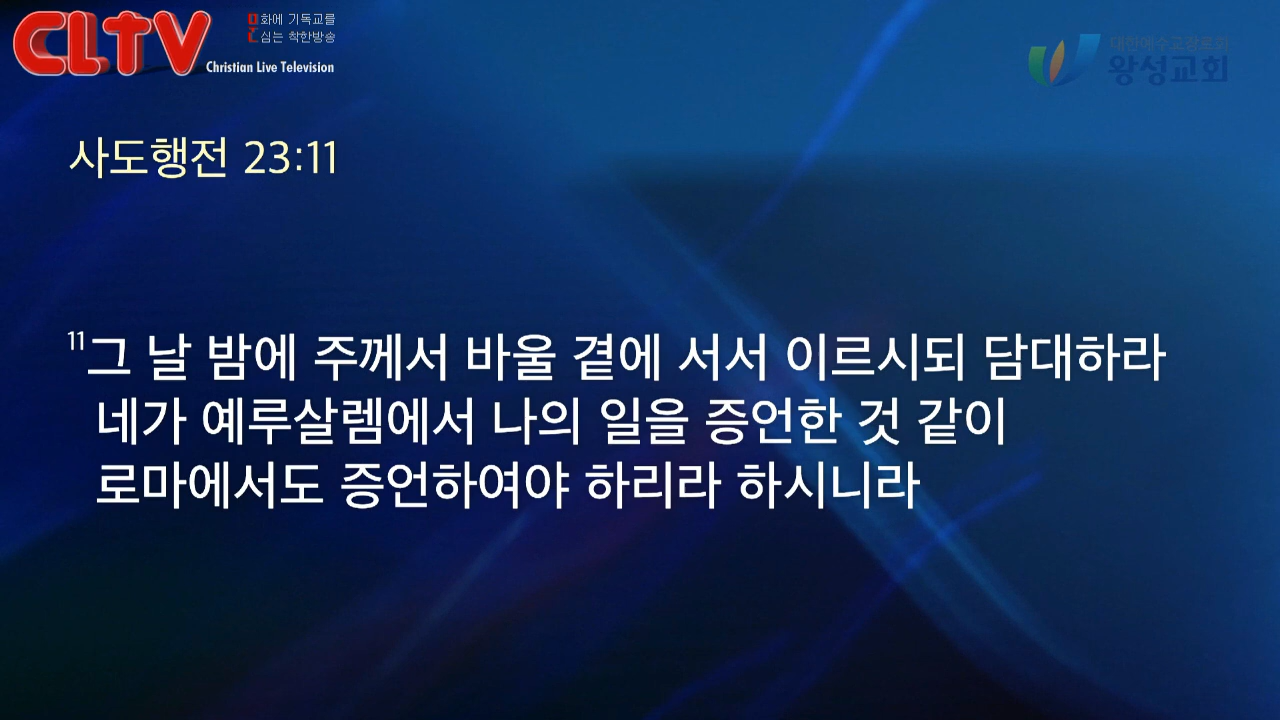 CLTV
문화에 기독교를
심는 착한방송
Christian Live Television
대한예수교장로회
왕성교회
사도행전 23:11
11그 날 밤에 주께서 바울 곁에 서서 이르시되 담대하라
네가 예루살렘에서 나의 일을 증언한 것 같이
로마에서도 증언하여야 하리라 하시니라